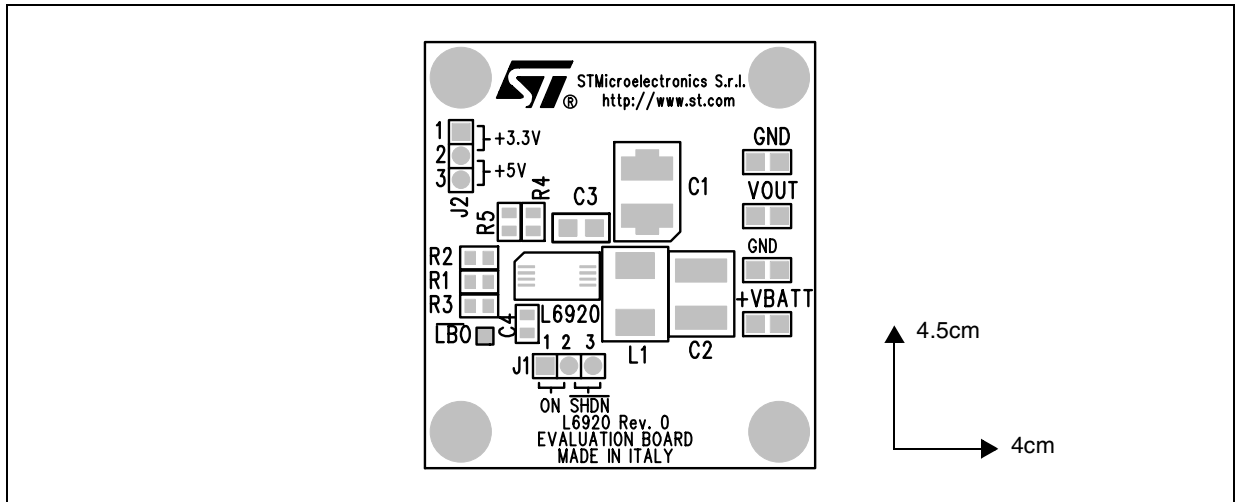 ST®
STMicroelectronics S.r.l.
http://www.st.com
1
2
3
+3.3V
+5V
J2
R5
R4
C3
C1
GND
VOUT
GND
+VBATT
R2
R1
R3
LBO
C4
L6920
L1
C2
1 2 3
J1
ON SHDN
L6920 Rev. 0
EVALUATION BOARD
MADE IN ITALY
4.5cm
4cm